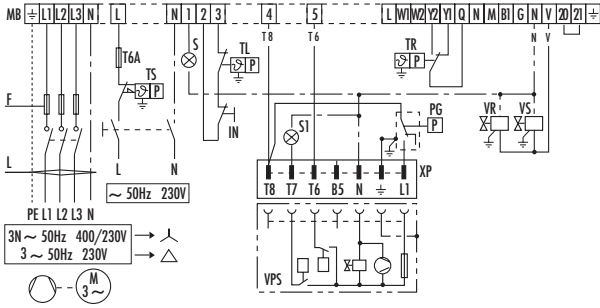 MB L1 L2 L3 N L N 1 2 3 4 5 L W1 W2 Y2 Y1 Q N M B1 G N V 20 21
T8 T6 N V
T6A S TL TR
TS P P P
F
IN VR VS
S1 PG
P
L L N
XP
~ 50Hz 230V
T8 T7 T6 B5 N L1
PE L1 L2 L3 N
3N ~ 50Hz 400/230V
3 ~ 50Hz 230V
VPS
M
3~